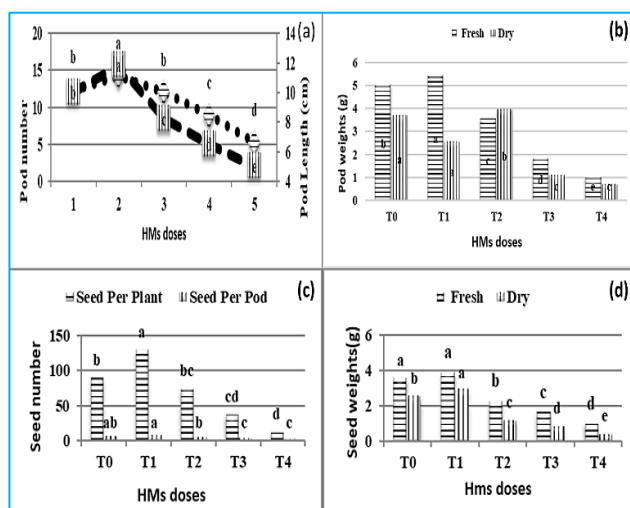 (a)
20
15
10
5
0
Pod number
14
12
10
8
6
4
Pod Length (cm)
b a b c d
b a c d e
1 2 3 4 5
HMs doses
(b)
Fresh Dry
6
5
4
3
2
1
0
Pod weights (g)
b a a c b d e c
T0 T1 T2 T3 T4
HMs doses
(c)
Seed Per Plant Seed Per Pod
150
100
50
0
Seed number
b ab a a bc b cd c d c
T0 T1 T2 T3 T4
HMs doses
(d)
Fresh Dry
6
4
2
0
Seed weights(g)
a b a a b c c d d e
T0 T1 T2 T3 T4
Hms doses